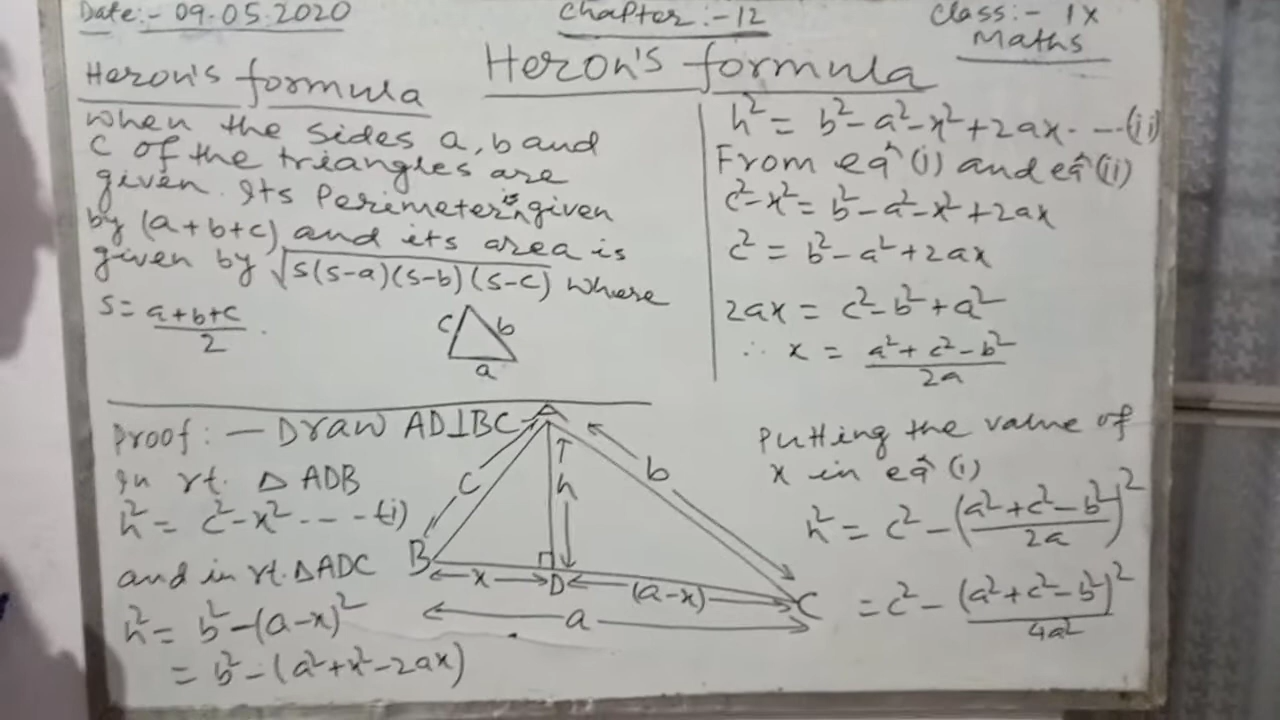 Date:- 09.05.2020
Chapter:-12
Class:- IX
Maths
Heron's formula
Heron's formula
When the sides a, b and
c of the triangles are
given. Its Perimeter is given
by (a+b+c) and its area is
given by √s(s-a)(s-b)(s-c) where
s = a+b+c/2
c b
a
Proof:- Draw AD⊥BC
In rt. △ ADB
h² = c²-x² --- (i)
and in rt. △ADC
h² = b²-(a-x)²
= b²-(a²+x²-2ax)
A
c
h
b
B
x
D
(a-x)
C
a
h² = b²-a²-x²+2ax ---(ii)
From eqⁿ(i) and eqⁿ(ii)
c²-x² = b²-a²-x²+2ax
c² = b²-a²+2ax
2ax = c²-b²+a²
∴ x = a²+c²-b²/2a
Putting the value of
x in eqⁿ (i)
h² = c² - (a²+c²-b²/2a)²
= c² - (a²+c²-b²)²/4a²